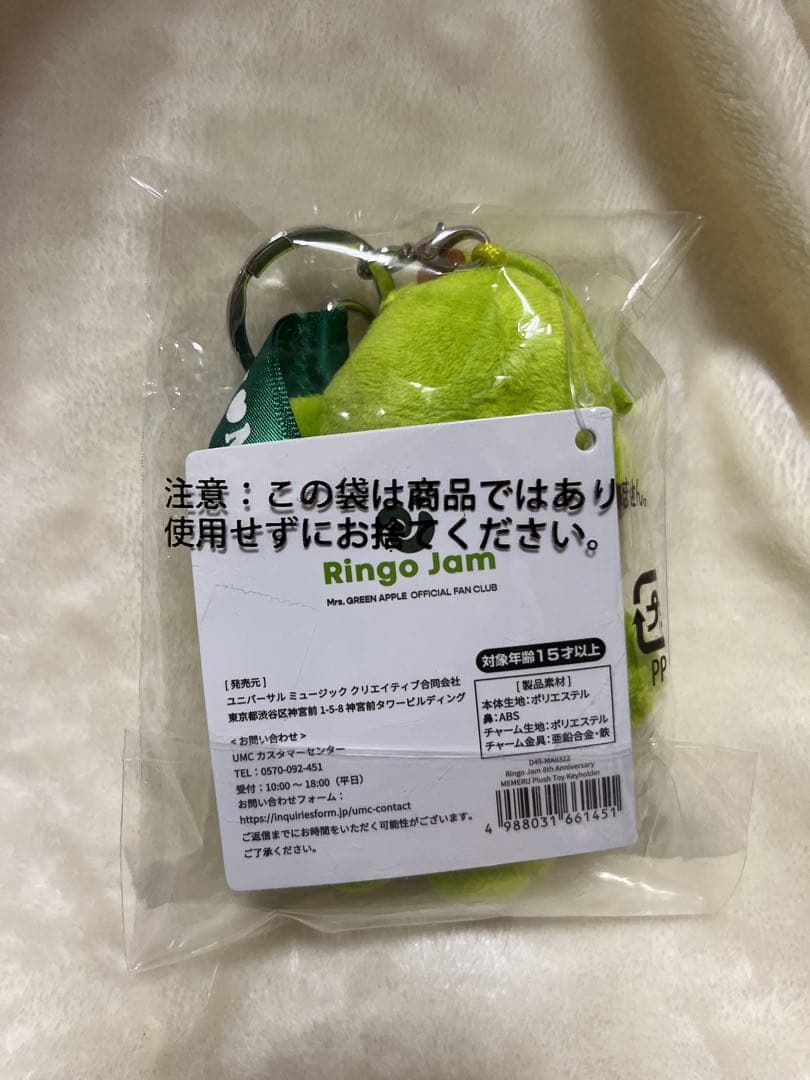 注意：この袋は商品ではありません。
使用せずにお捨てください。
Ringo Jam
Mrs. GREEN APPLE OFFICIAL FAN CLUB
対象年齢15才以上
[発売元]
ユニバーサル ミュージック クリエイティブ合同会社
東京都渋谷区神宮前 1-5-8 神宮前タワービルディング
<お問い合わせ>
UMC カスタマーセンター
TEL：0570-092-451
受付：10:00 〜 18:00（平日）
お問い合わせフォーム：
https://inquiriesform.jp/umc-contact
ご返信までにお時間をいただく可能性がございます。
ご了承ください。
[製品素材]
本体生地：ポリエステル
鼻：ABS
チャーム生地：ポリエステル
チャーム金具：亜鉛合金・鉄
D49-MA0322
Ringo Jam 8th Anniversary
MEMERU Plush Toy Keyholder
4 988031 661451
プ
PP